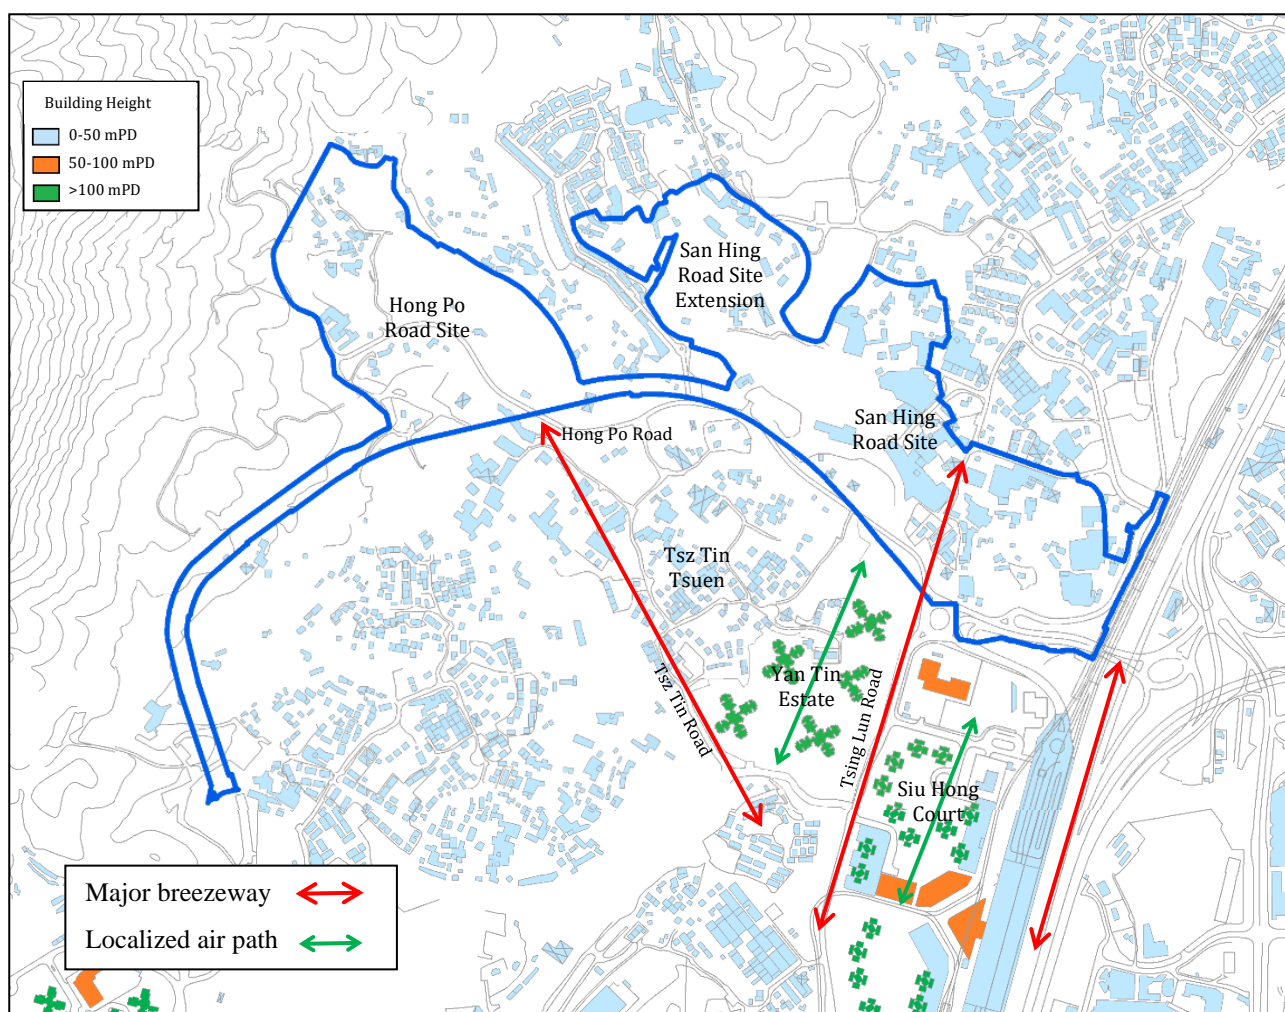 Building Height
0-50 mPD
50-100 mPD
>100 mPD
San Hing
Road Site
Extension
Hong Po
Road Site
San Hing
Road Site
Hong Po Road
Tsz Tin
Tsuen
Yan Tin
Estate
Tsz Tin Road
Tsing Lun Road
Siu Hong
Court
Major breezeway
Localized air path